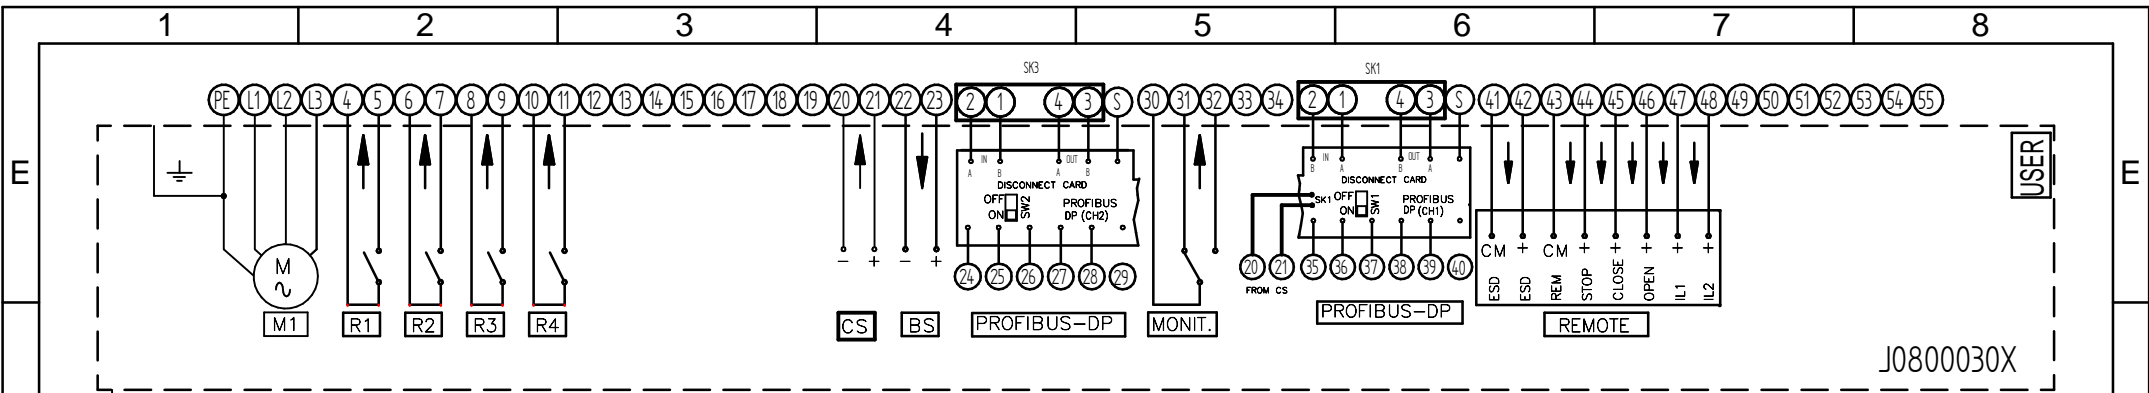 1 2 3 4 5 6 7 8
SK3 SK1
PE L1 L2 L3 4 5 6 7 8 9 10 11 12 13 14 15 16 17 18 19 20 21 22 23 2 1 4 3 S 30 31 32 33 34 2 1 4 3 S 41 42 43 44 45 46 47 48 49 50 51 52 53 54 55
E E
USER
IN OUT
A B A B
DISCONNECT CARD
OFF
ON
SW2
PROFIBUS
DP (CH2)
IN OUT
B A B A
DISCONNECT CARD
SK1
OFF
ON
SW1
PROFIBUS
DP (CH1)
M
∿
− + − +
24 25 26 27 28 29
20 21
FROM CS
35 36 37 38 39 40
CM + CM + + + + +
ESD ESD REM STOP CLOSE OPEN IL1 IL2
M1 R1 R2 R3 R4 CS BS PROFIBUS-DP MONIT. PROFIBUS-DP REMOTE
J0800030X